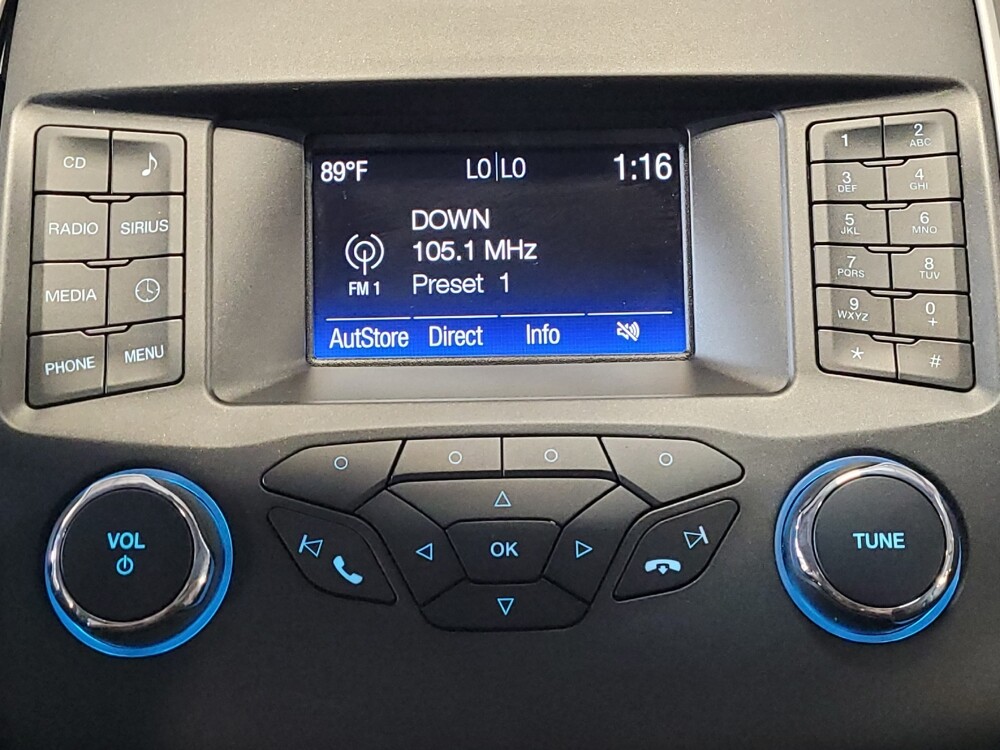 89°F LO|LO 1:16
DOWN
105.1 MHz
FM 1 Preset 1
AutStore Direct Info
CD
RADIO SIRIUS
MEDIA
PHONE MENU
1 2 ABC
3 DEF 4 GHI
5 JKL 6 MNO
7 PQRS 8 TUV
9 WXYZ 0 +
* #
VOL
OK
TUNE